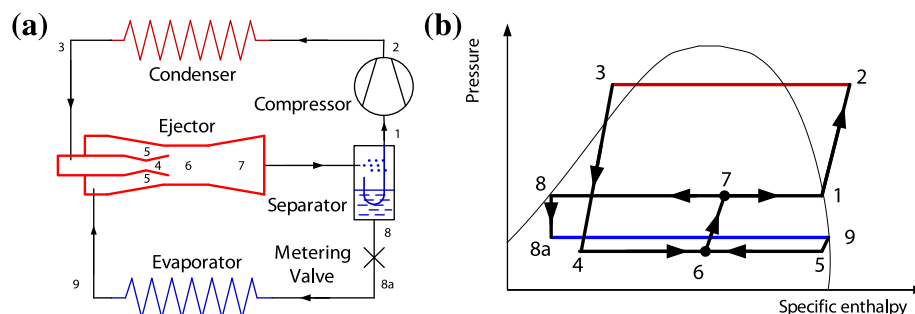 (a)
3
2
Condenser
Compressor
Ejector
1
5
4
6
7
5
Separator
8
Metering
Valve
Evaporator
9
8a
(b)
Pressure
3
2
8
7
1
8a
9
4
6
5
Specific enthalpy